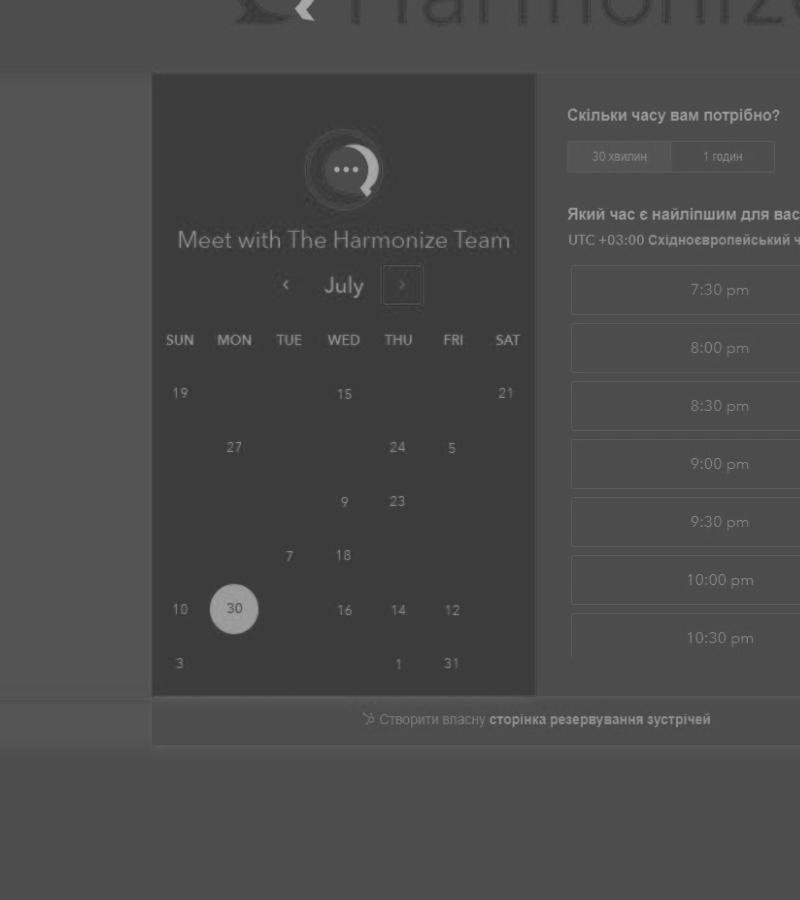 Harmonize
Meet with The Harmonize Team
July
SUN MON TUE WED THU FRI SAT
19 15 21
27 24 5
9 23
7 18
10 30 16 14 12
3 1 31
Скільки часу вам потрібно?
30 хвилин 1 годин
Який час є найліпшим для вас
UTC +03:00 Східноєвропейський ч
7:30 pm
8:00 pm
8:30 pm
9:00 pm
9:30 pm
10:00 pm
10:30 pm
Створити власну сторінка резервування зустрічей